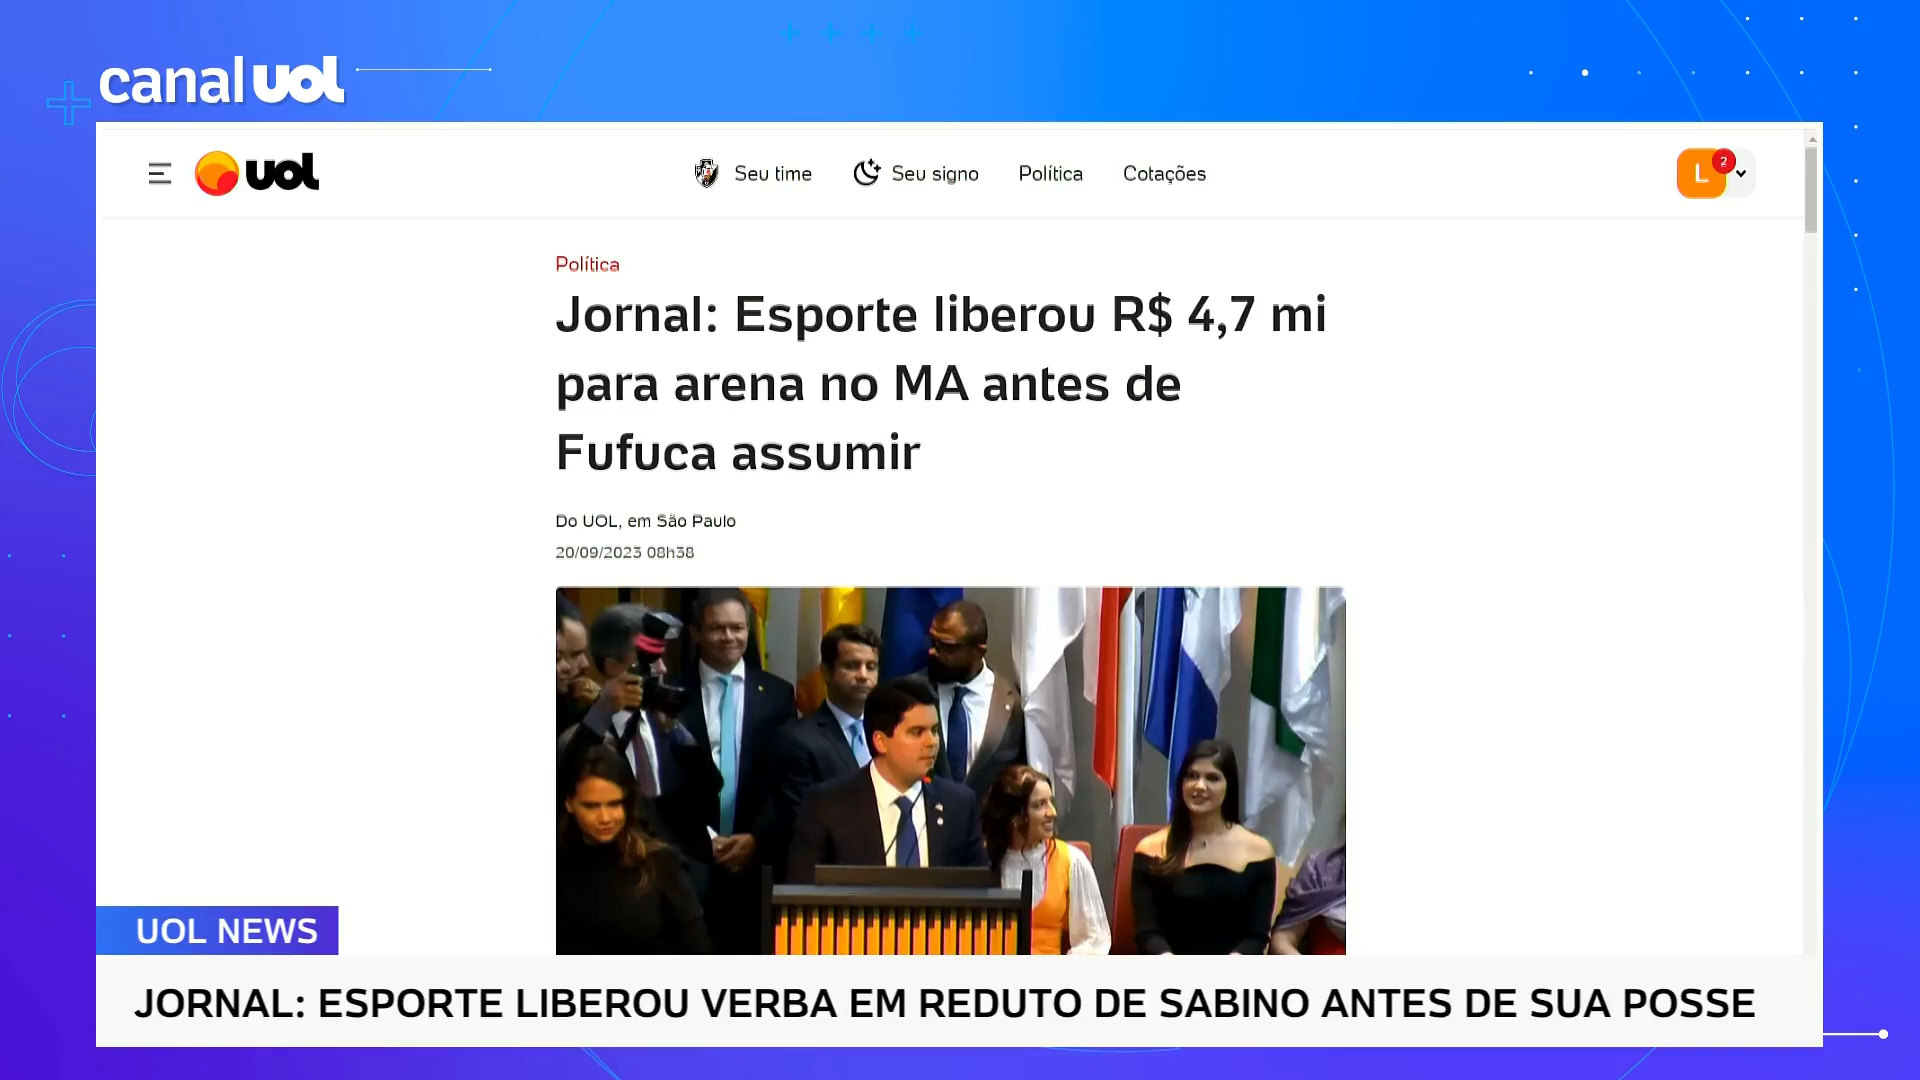 canal uol
uol
Seu time
Seu signo
Política
Cotações
L
2
Política
Jornal: Esporte liberou R$ 4,7 mi
para arena no MA antes de
Fufuca assumir
Do UOL, em São Paulo
20/09/2023 08h38
UOL NEWS
JORNAL: ESPORTE LIBEROU VERBA EM REDUTO DE SABINO ANTES DE SUA POSSE